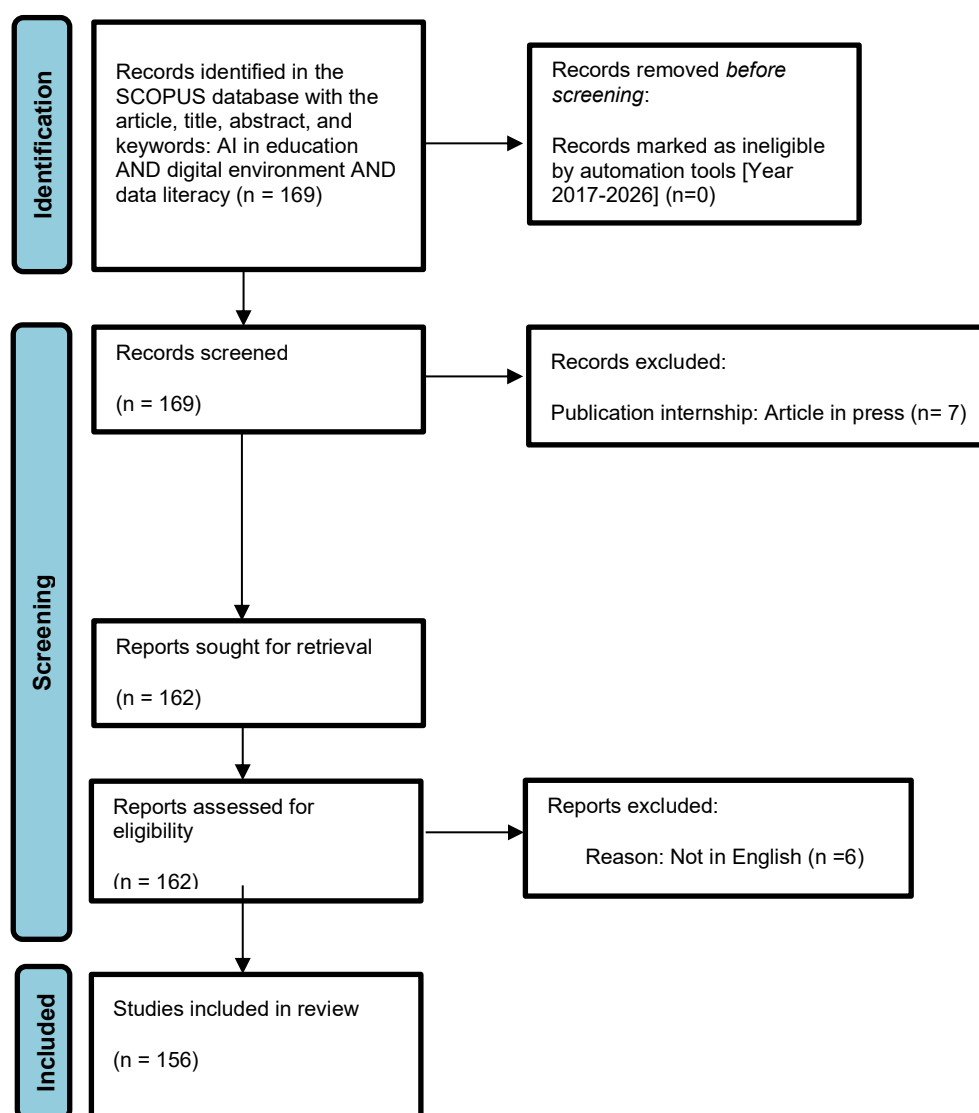 Identification
Records identified in the
SCOPUS database with the
article, title, abstract, and
keywords: AI in education
AND digital environment AND
data literacy (n = 169)
Records removed before
screening:
Records marked as ineligible
by automation tools [Year
2017-2026] (n=0)
Screening
Records screened
(n = 169)
Records excluded:
Publication internship: Article in press (n= 7)
Reports sought for retrieval
(n = 162)
Reports assessed for
eligibility
(n = 162)
Reports excluded:
Reason: Not in English (n =6)
Included
Studies included in review
(n = 156)